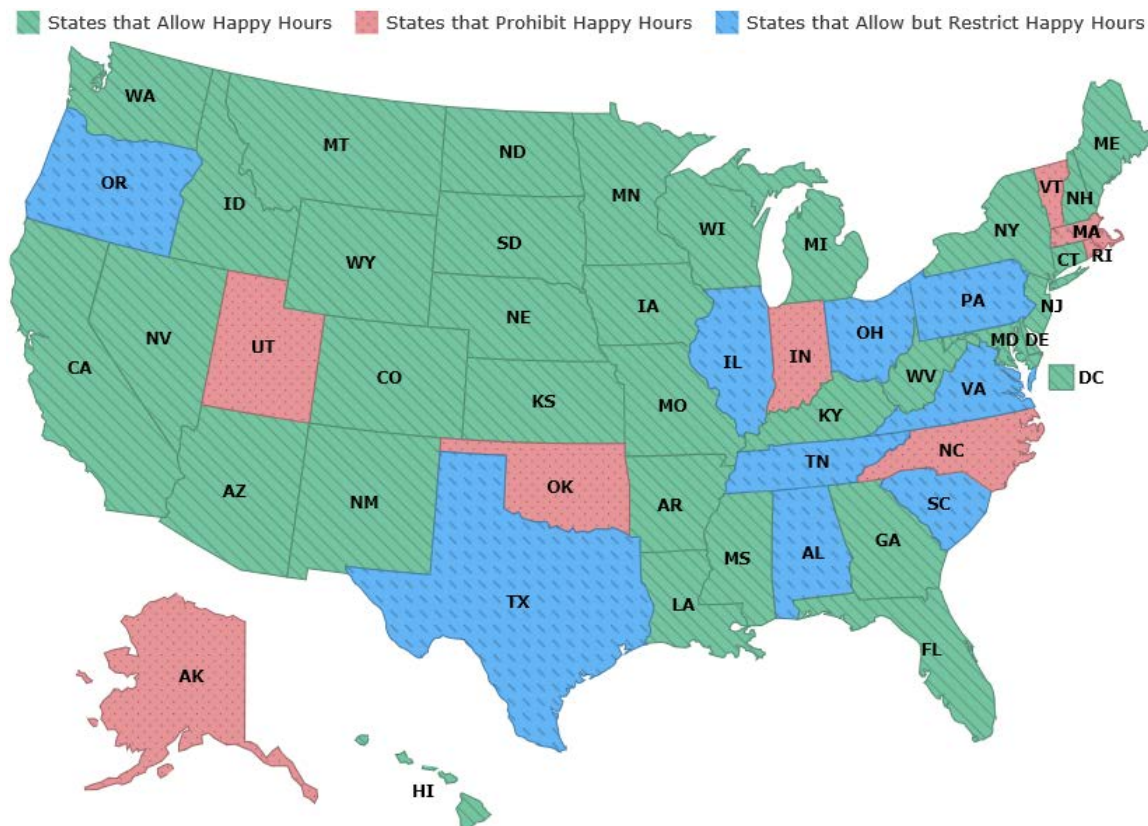 States that Allow Happy Hours
States that Prohibit Happy Hours
States that Allow but Restrict Happy Hours
WA
MT
ND
MN
ME
OR
ID
SD
WI
MI
VT
NH
NY
MA
WY
CT
RI
NE
IA
PA
NJ
NV
UT
CO
IL
IN
OH
MD
DE
CA
KS
MO
WV
VA
DC
KY
AZ
NM
OK
AR
TN
NC
SC
TX
LA
MS
AL
GA
FL
AK
HI